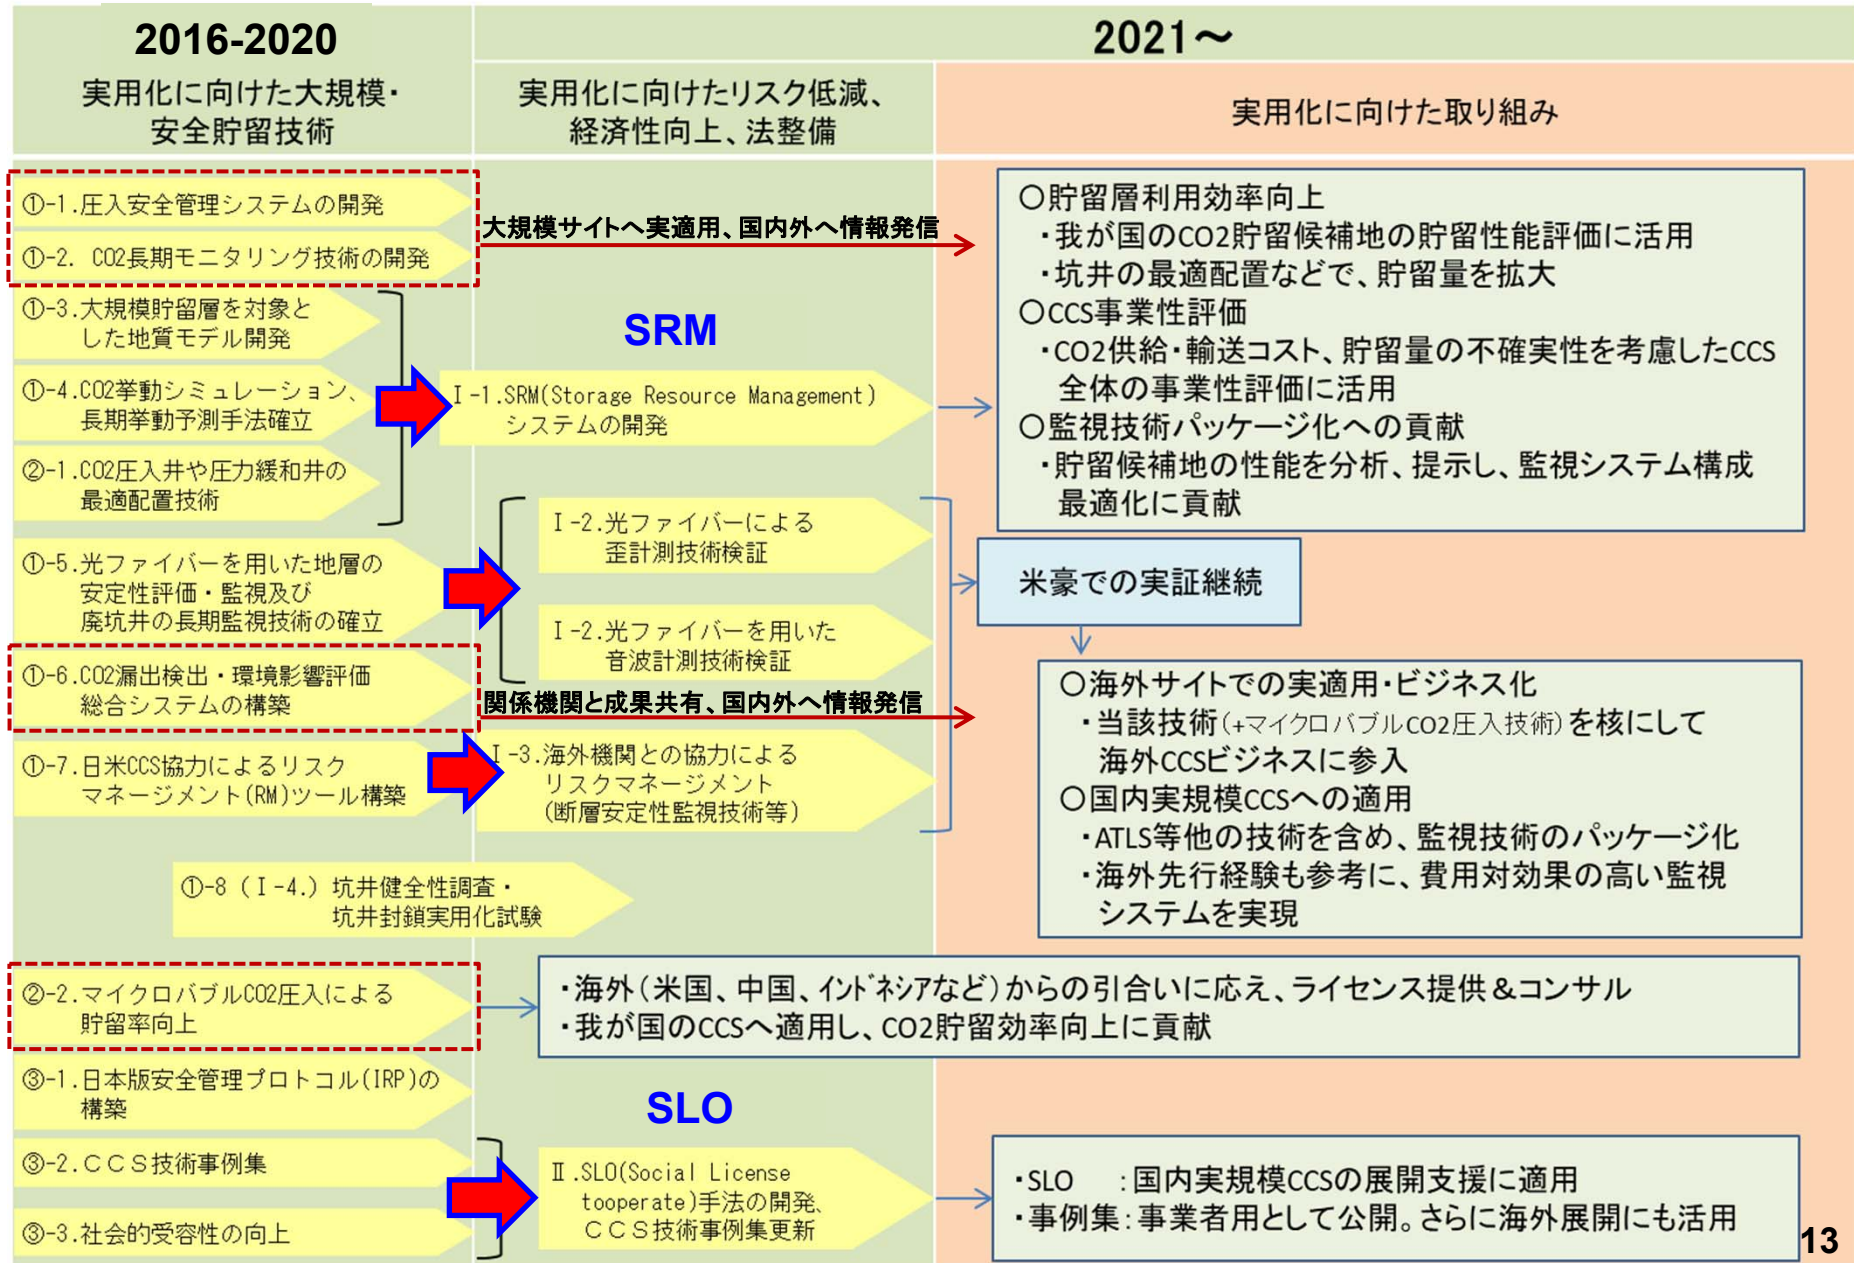 2016-2020
2021～
実用化に向けた大規模・
安全貯留技術
実用化に向けたリスク低減、
経済性向上、法整備
実用化に向けた取り組み
①-1.圧入安全管理システムの開発
①-2. CO2長期モニタリング技術の開発
大規模サイトへ実適用、国内外へ情報発信
①-3.大規模貯留層を対象と
した地質モデル開発
①-4.CO2挙動シミュレーション、
長期挙動予測手法確立
②-1.CO2圧入井や圧力緩和井の
最適配置技術
SRM
Ⅰ-1.SRM(Storage Resource Management)
システムの開発
○貯留層利用効率向上
・我が国のCO2貯留候補地の貯留性能評価に活用
・坑井の最適配置などで、貯留量を拡大
○CCS事業性評価
・CO2供給・輸送コスト、貯留量の不確実性を考慮したCCS
全体の事業性評価に活用
○監視技術パッケージ化への貢献
・貯留候補地の性能を分析、提示し、監視システム構成
最適化に貢献
①-5.光ファイバーを用いた地層の
安定性評価・監視及び
廃坑井の長期監視技術の確立
Ⅰ-2.光ファイバーによる
歪計測技術検証
Ⅰ-2.光ファイバーを用いた
音波計測技術検証
米豪での実証継続
①-6.CO2漏出検出・環境影響評価
総合システムの構築
関係機関と成果共有、国内外へ情報発信
①-7.日米CCS協力によるリスク
マネージメント(RM)ツール構築
Ⅰ-3.海外機関との協力による
リスクマネージメント
(断層安定性監視技術等)
○海外サイトでの実適用・ビジネス化
・当該技術(+マイクロバブルCO2圧入技術)を核にして
海外CCSビジネスに参入
○国内実規模CCSへの適用
・ATLS等他の技術を含め、監視技術のパッケージ化
・海外先行経験も参考に、費用対効果の高い監視
システムを実現
①-8（Ⅰ-4.）坑井健全性調査・
坑井封鎖実用化試験
②-2.マイクロバブルCO2圧入による
貯留率向上
・海外（米国、中国、ｲﾝﾄﾞﾈｼｱなど）からの引合いに応え、ライセンス提供＆コンサル
・我が国のCCSへ適用し、CO2貯留効率向上に貢献
③-1.日本版安全管理プロトコル(IRP)の
構築
SLO
③-2.ＣＣＳ技術事例集
③-3.社会的受容性の向上
Ⅱ.SLO(Social License
tooperate)手法の開発、
ＣＣＳ技術事例集更新
・SLO ：国内実規模CCSの展開支援に適用
・事例集：事業者用として公開。さらに海外展開にも活用
13